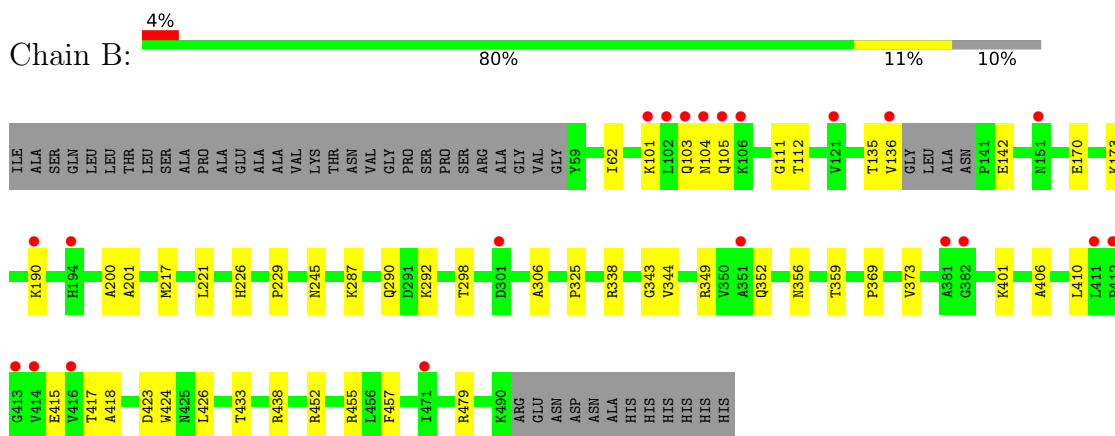 4%
Chain B:
80% 11% 10%
ILE ALA SER GLN LEU LEU THR LEU SER ALA PRO ALA GLU ALA ALA VAL LYS THR ASN VAL GLY PRO SER PRO SER ARG ALA GLY VAL GLY Y59 I62 K101 L102 Q103 N104 Q105 K106 G111 T112 V121 T135 V136 GLY LEU ALA ASN P141 E142 N151 E170 K173
K190 H194 A200 A201 M217 L221 H226 P229 N245 K287 Q290 D291 K292 T298 D301 A306 P325 R338 G343 V344 R349 V350 A351 Q352 N356 T359 P369 V373 A381 G382 K401 A406 L410 L411 P412
G413 V414 E415 V416 T417 A418 D423 W424 N425 L426 T433 R438 R452 R455 L456 F457 I471 R479 K490 ARG GLU ASN ASP ASN ALA HIS HIS HIS HIS HIS HIS